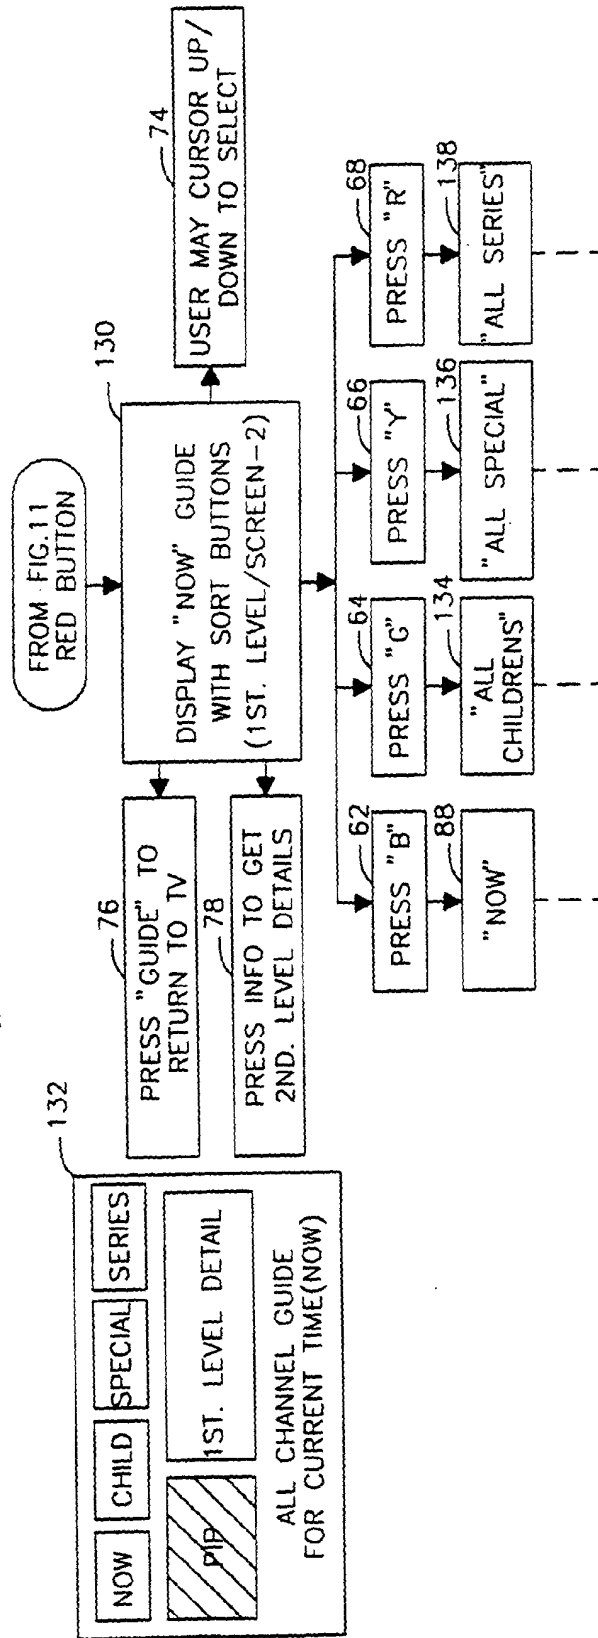 FROM FIG.11
RED BUTTON
130
DISPLAY "NOW" GUIDE
WITH SORT BUTTONS
(1ST. LEVEL/SCREEN-2)
74
USER MAY CURSOR UP/
DOWN TO SELECT
76
PRESS "GUIDE" TO
RETURN TO TV
78
PRESS INFO TO GET
2ND. LEVEL DETAILS
132
NOW
CHILD
SPECIAL
SERIES
PIP
1ST. LEVEL DETAIL
ALL CHANNEL GUIDE
FOR CURRENT TIME(NOW)
62
PRESS "B"
88
"NOW"
64
PRESS "G"
134
"ALL
CHILDRENS"
66
PRESS "Y"
136
"ALL SPECIAL"
68
PRESS "R"
138
"ALL SERIES"